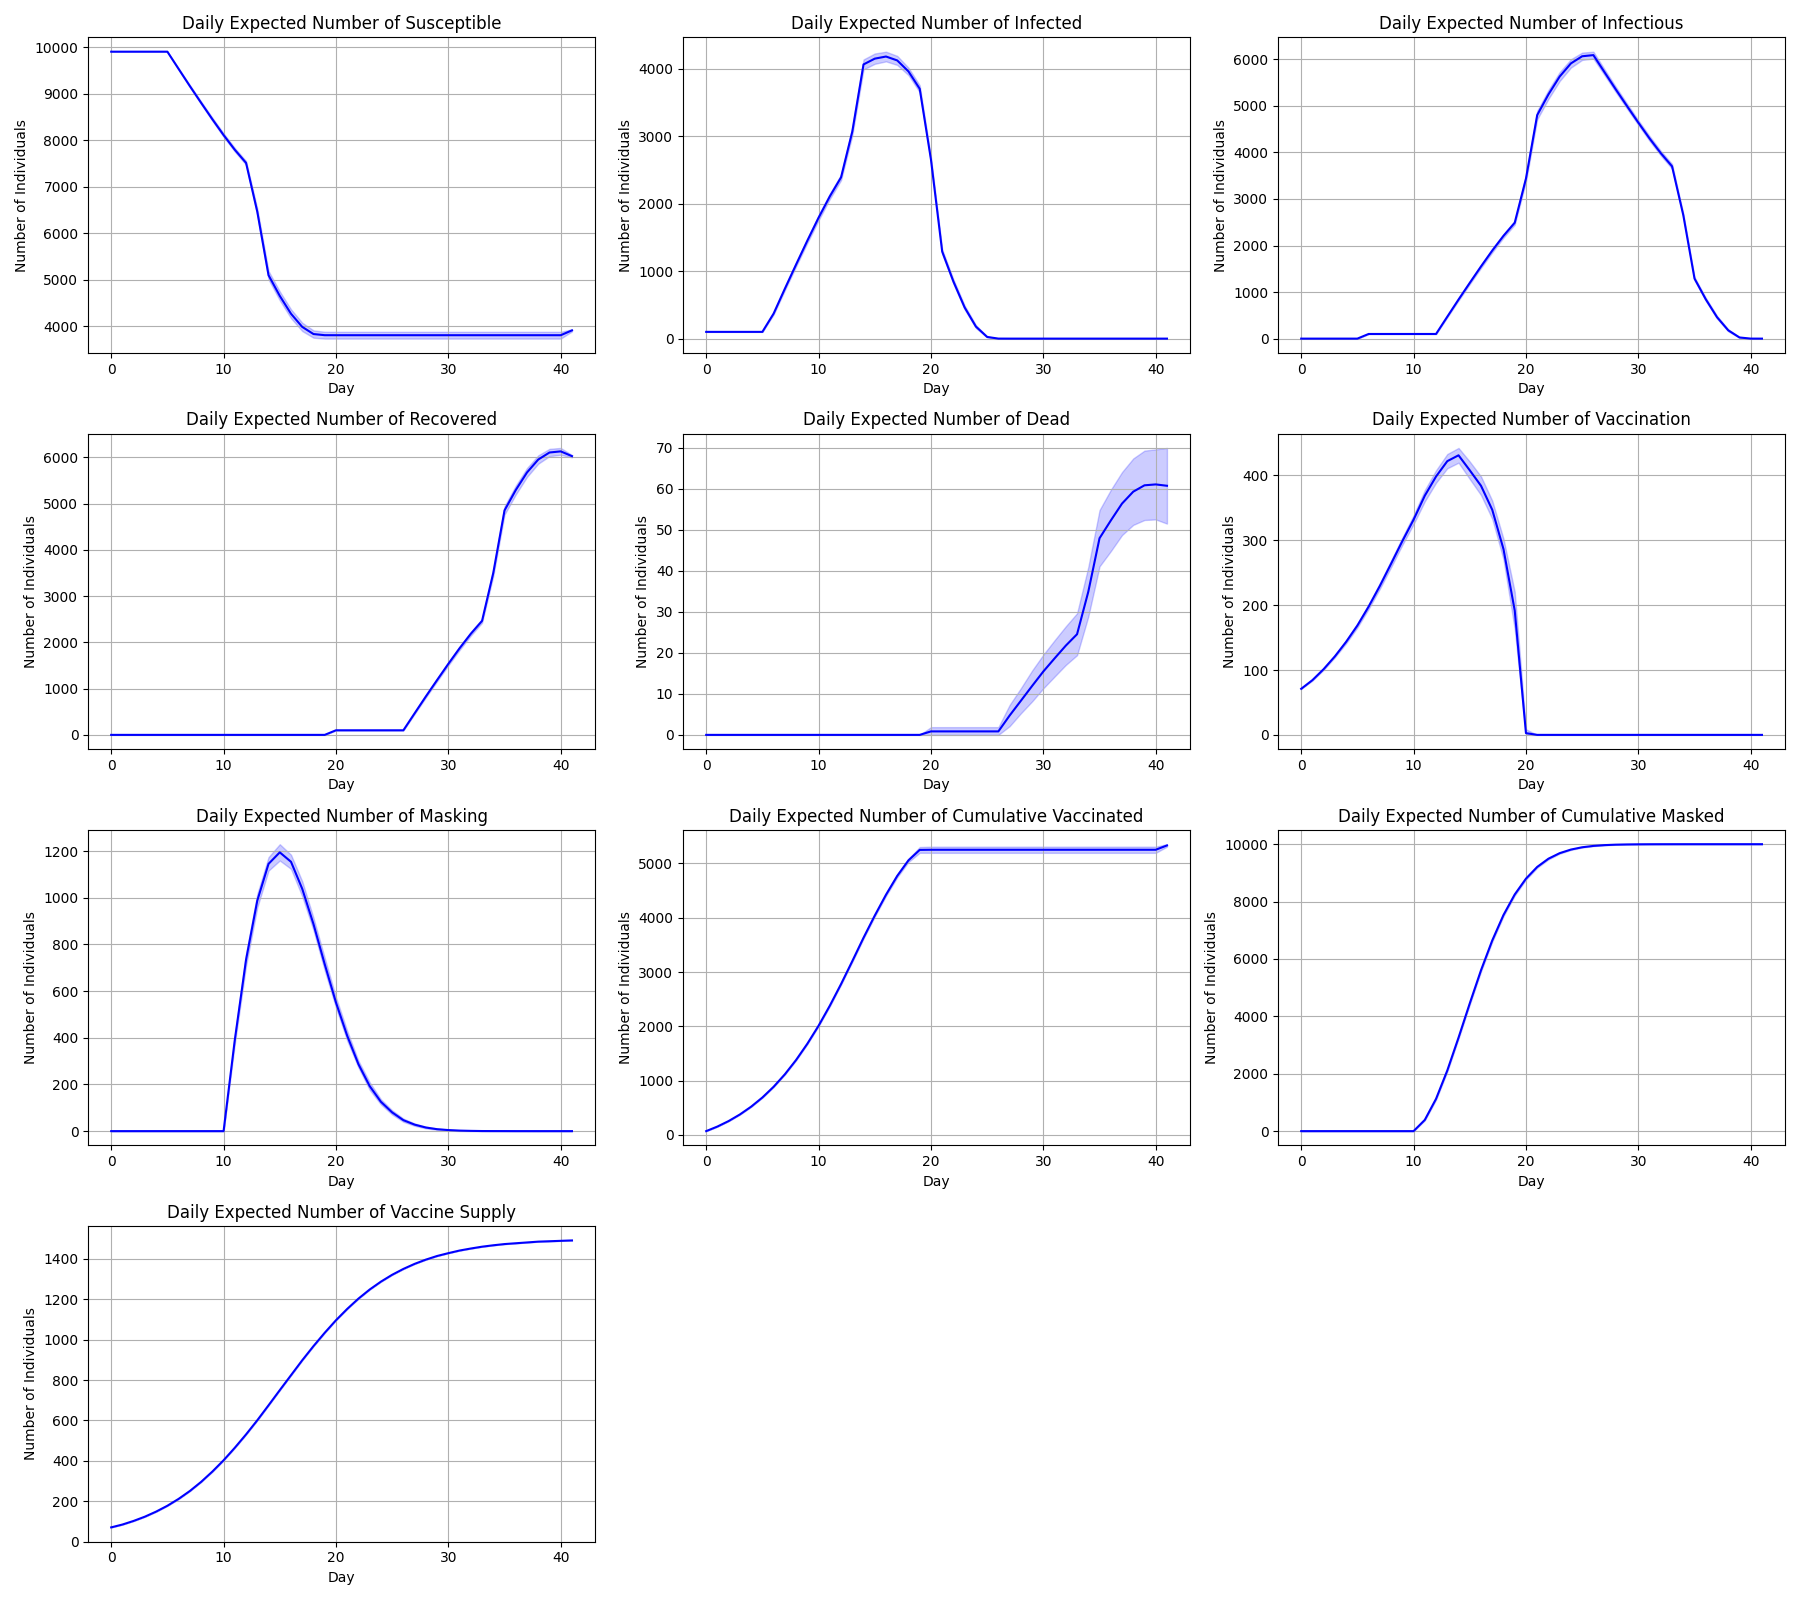 Daily Expected Number of Susceptible
Number of Individuals
10000
9000
8000
7000
6000
5000
4000
0 10 20 30 40
Day
Daily Expected Number of Infected
Number of Individuals
4000
3000
2000
1000
0
0 10 20 30 40
Day
Daily Expected Number of Infectious
Number of Individuals
6000
5000
4000
3000
2000
1000
0
0 10 20 30 40
Day
Daily Expected Number of Recovered
Number of Individuals
6000
5000
4000
3000
2000
1000
0
0 10 20 30 40
Day
Daily Expected Number of Dead
Number of Individuals
70
60
50
40
30
20
10
0
0 10 20 30 40
Day
Daily Expected Number of Vaccination
Number of Individuals
400
300
200
100
0
0 10 20 30 40
Day
Daily Expected Number of Masking
Number of Individuals
1200
1000
800
600
400
200
0
0 10 20 30 40
Day
Daily Expected Number of Cumulative Vaccinated
Number of Individuals
5000
4000
3000
2000
1000
0
0 10 20 30 40
Day
Daily Expected Number of Cumulative Masked
Number of Individuals
10000
8000
6000
4000
2000
0
0 10 20 30 40
Day
Daily Expected Number of Vaccine Supply
Number of Individuals
1400
1200
1000
800
600
400
200
0
0 10 20 30 40
Day